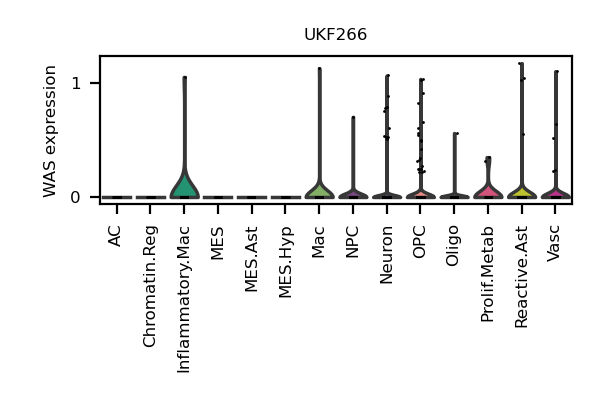 UKF266
WAS expression
1
0
AC
Chromatin.Reg
Inflammatory.Mac
MES
MES.Ast
MES.Hyp
Mac
NPC
Neuron
OPC
Oligo
Prolif.Metab
Reactive.Ast
Vasc